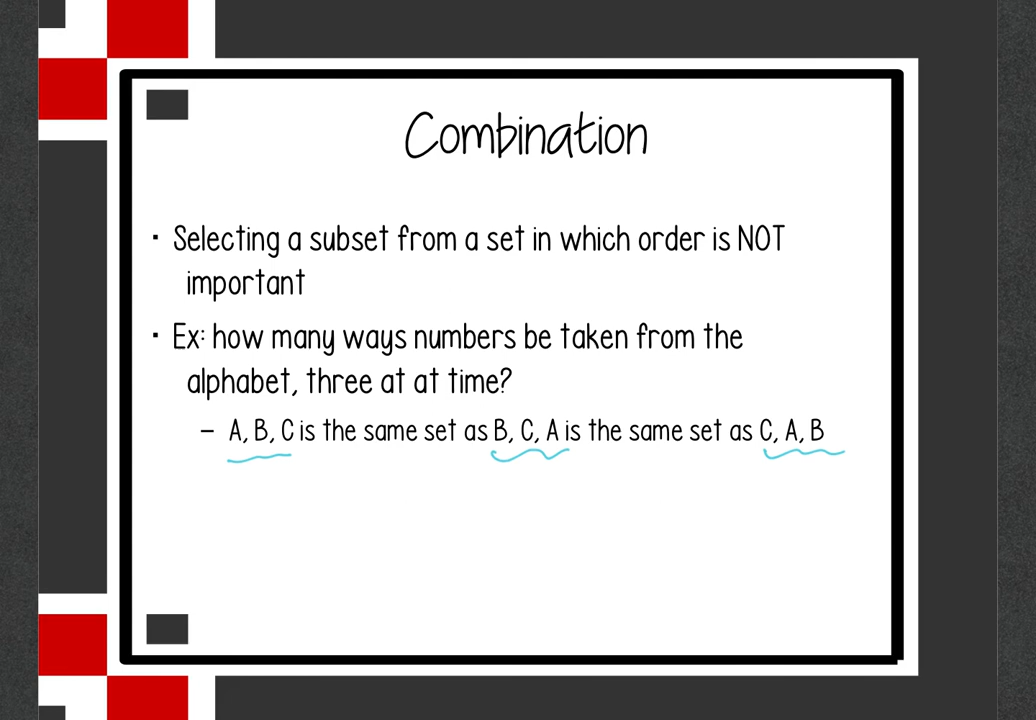 Combination
▪ Selecting a subset from a set in which order is NOT
important
▪ Ex: how many ways numbers be taken from the
alphabet, three at at time?
– A, B, C is the same set as B, C, A is the same set as C, A, B